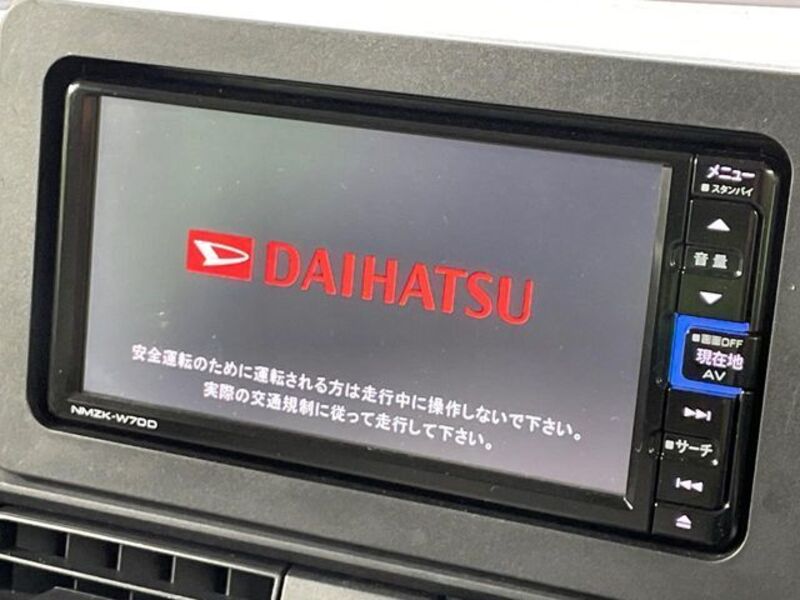 DAIHATSU
安全運転のために運転される方は走行中に操作しないで下さい。
実際の交通規制に従って走行して下さい。
NMZK-W70D
メニュー
スタンバイ
音量
画面OFF
現在地
AV
サーチ